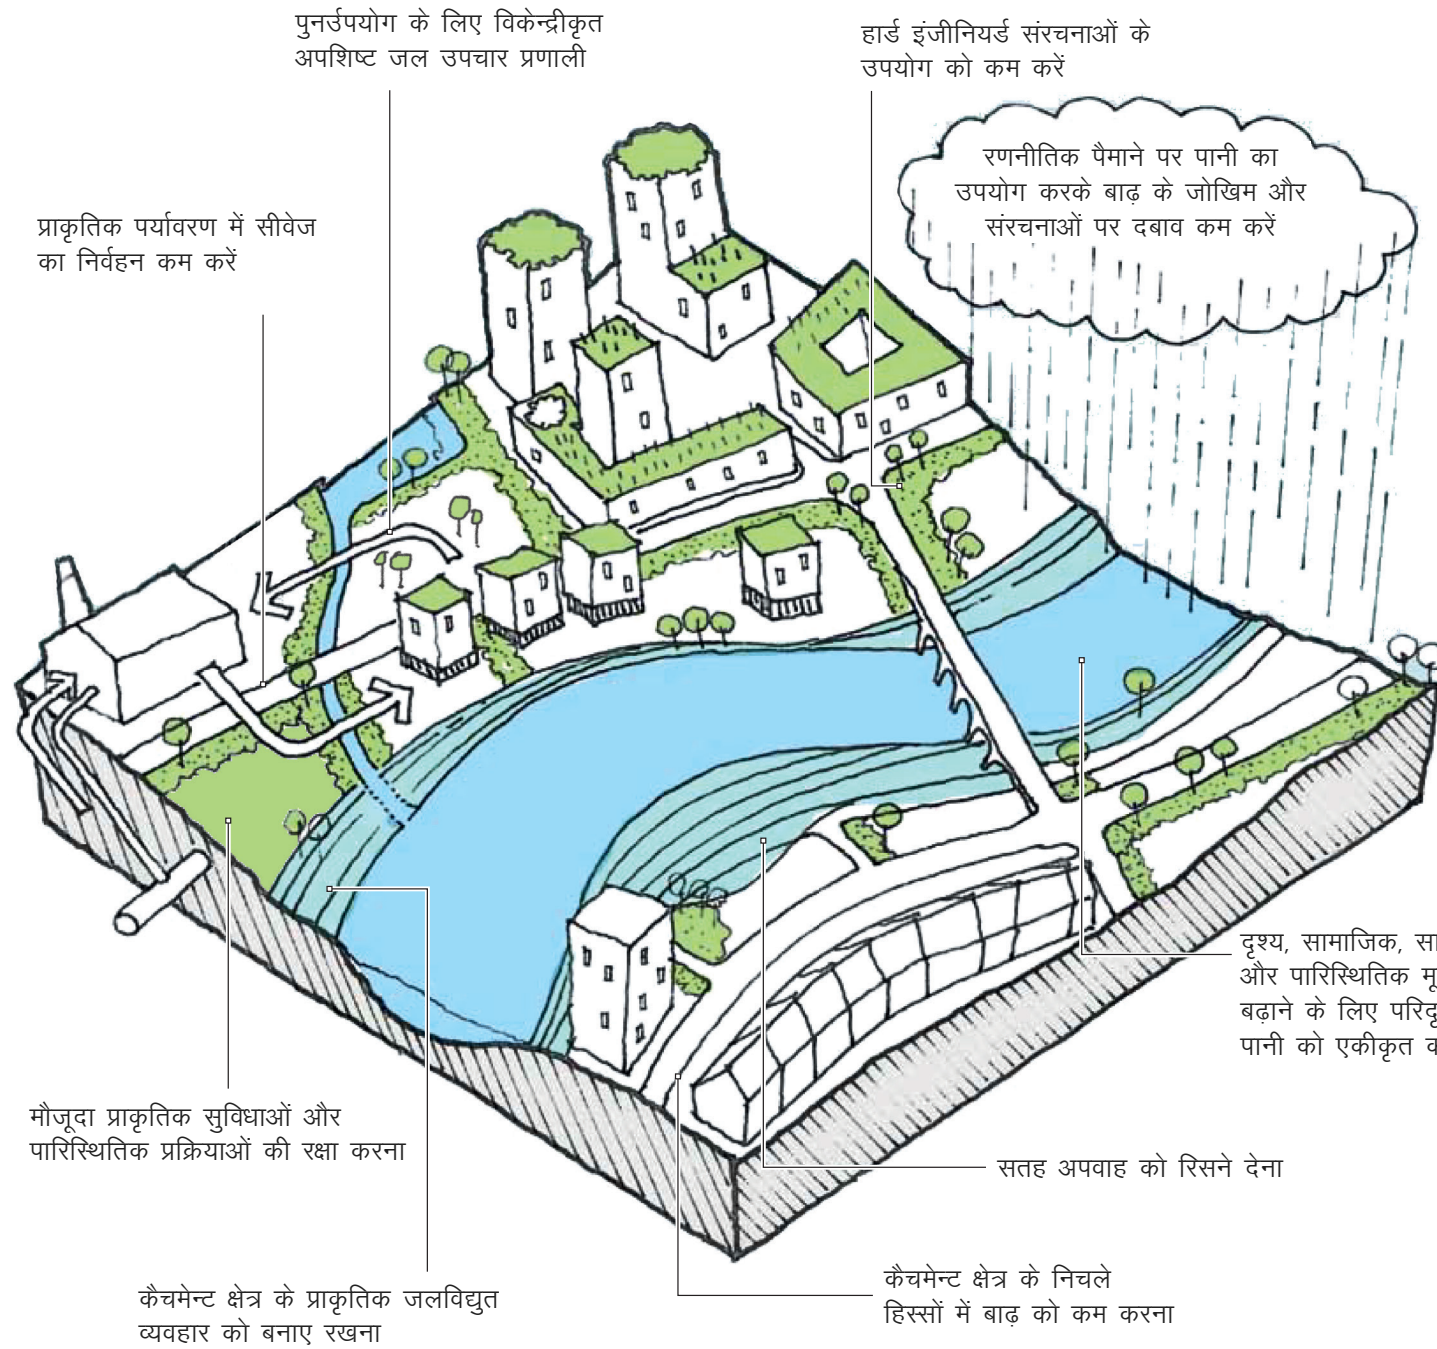 पुनर्उपयोग के लिए विकेन्द्रीकृत
अपशिष्ट जल उपचार प्रणाली
हार्ड इंजीनियर्ड संरचनाओं के
उपयोग को कम करें
रणनीतिक पैमाने पर पानी का
उपयोग करके बाढ़ के जोखिम और
संरचनाओं पर दबाव कम करें
प्राकृतिक पर्यावरण में सीवेज
का निर्वहन कम करें
दृश्य, सामाजिक,
और पारिस्थितिक
बढ़ाने के लिए
पानी को एकीकृत
मौजूदा प्राकृतिक सुविधाओं और
पारिस्थितिक प्रक्रियाओं की रक्षा करना
सतह अपवाह को रिसने देना
कैचमेन्ट क्षेत्र के प्राकृतिक जलविद्युत
व्यवहार को बनाए रखना
कैचमेन्ट क्षेत्र के निचले
हिस्सों में बाढ़ को कम करना